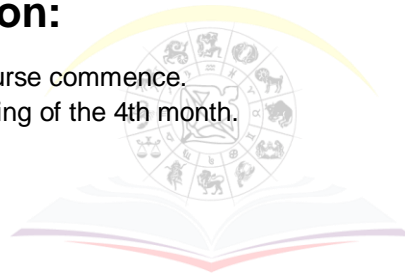 on:
urse commence.
ing of the 4th month.